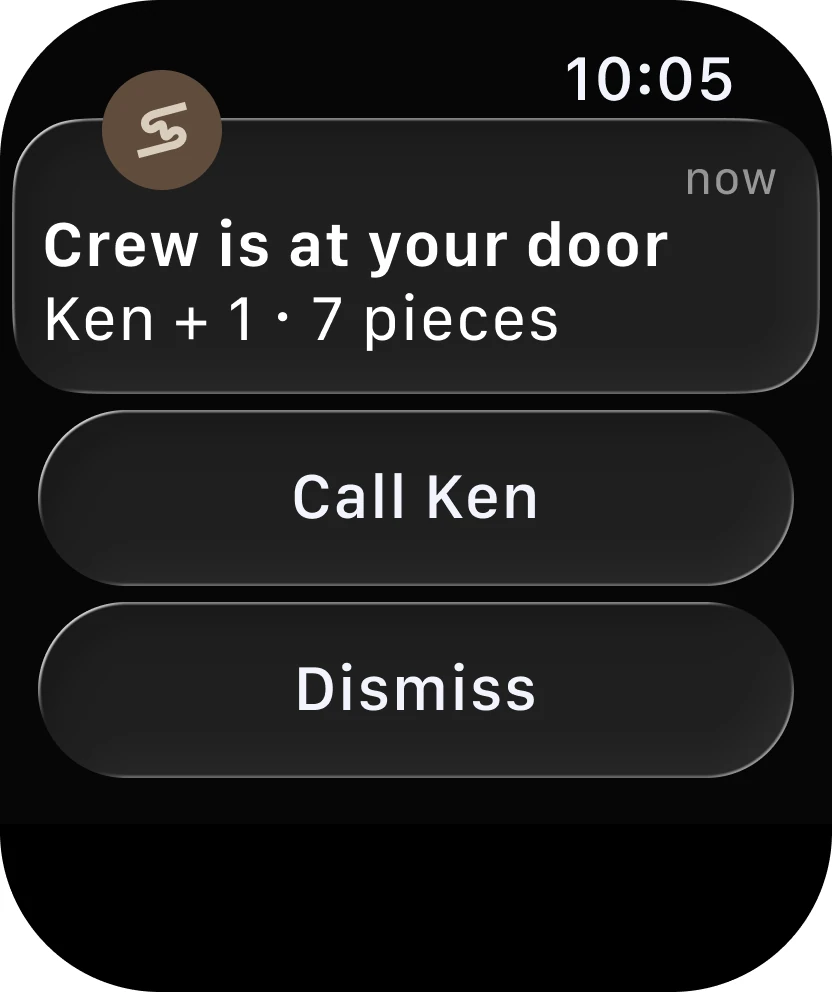 10:05
now
Crew is at your door
Ken + 1 · 7 pieces
Call Ken
Dismiss